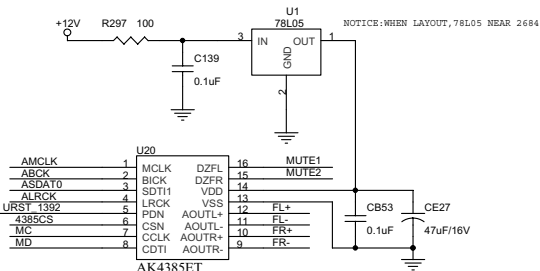 U1
+12V R297 100 78L05 NOTICE:WHEN LAYOUT,78L05 NEAR 2684
3 IN OUT 1
GND
C139
0.1uF
2
U20
AMCLK 1 MCLK DZFL 16 MUTE1
ABCK 2 BICK DZFR 15 MUTE2
ASDAT0 3 SDTI1 VDD 14
ALRCK 4 LRCK VSS 13
URST_1392 5 PDN AOUTL+ 12 FL+
4385CS 6 CSN AOUTL- 11 FL-
MC 7 CCLK AOUTR+ 10 FR+
MD 8 CDTI AOUTR- 9 FR-
AK4385ET
CB53 CE27
0.1uF 47uF/16V